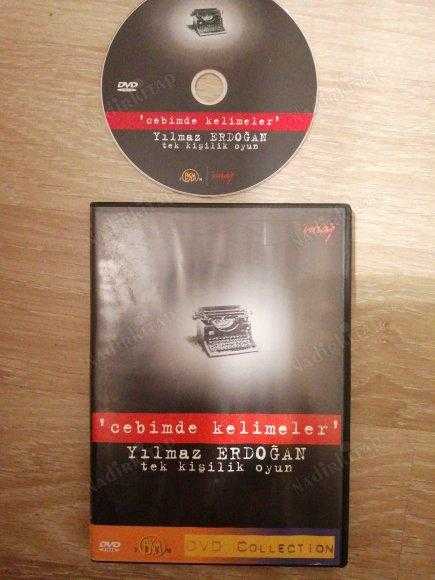 DVD
'cebimde kelimeler'
Yılmaz ERDOĞAN
tek kişilik oyun
'cebimde kelimeler'
Yılmaz ERDOĞAN
tek kişilik oyun
DVD
DVD COLLECTION